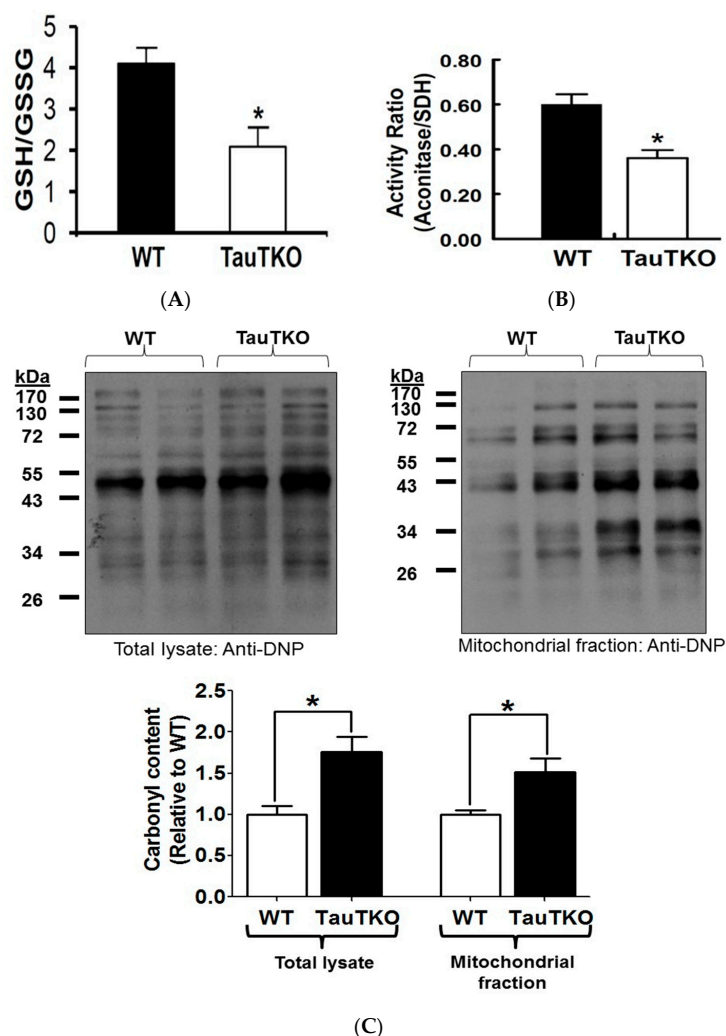 GSH/GSSG
5
4
3
2
1
0
*
WT
TauTKO
(A)
Activity Ratio
(Aconitase/SDH)
0.80
0.60
0.40
0.20
0.00
*
WT
TauTKO
(B)
WT
TauTKO
kDa
170
130
72
55
43
34
26
Total lysate: Anti-DNP
WT
TauTKO
kDa
170
130
72
55
43
34
26
Mitochondrial fraction: Anti-DNP
Carbonyl content
(Relative to WT)
2.5
2.0
1.5
1.0
0.5
0.0
*
*
WT
TauTKO
WT
TauTKO
Total lysate
Mitochondrial
fraction
(C)